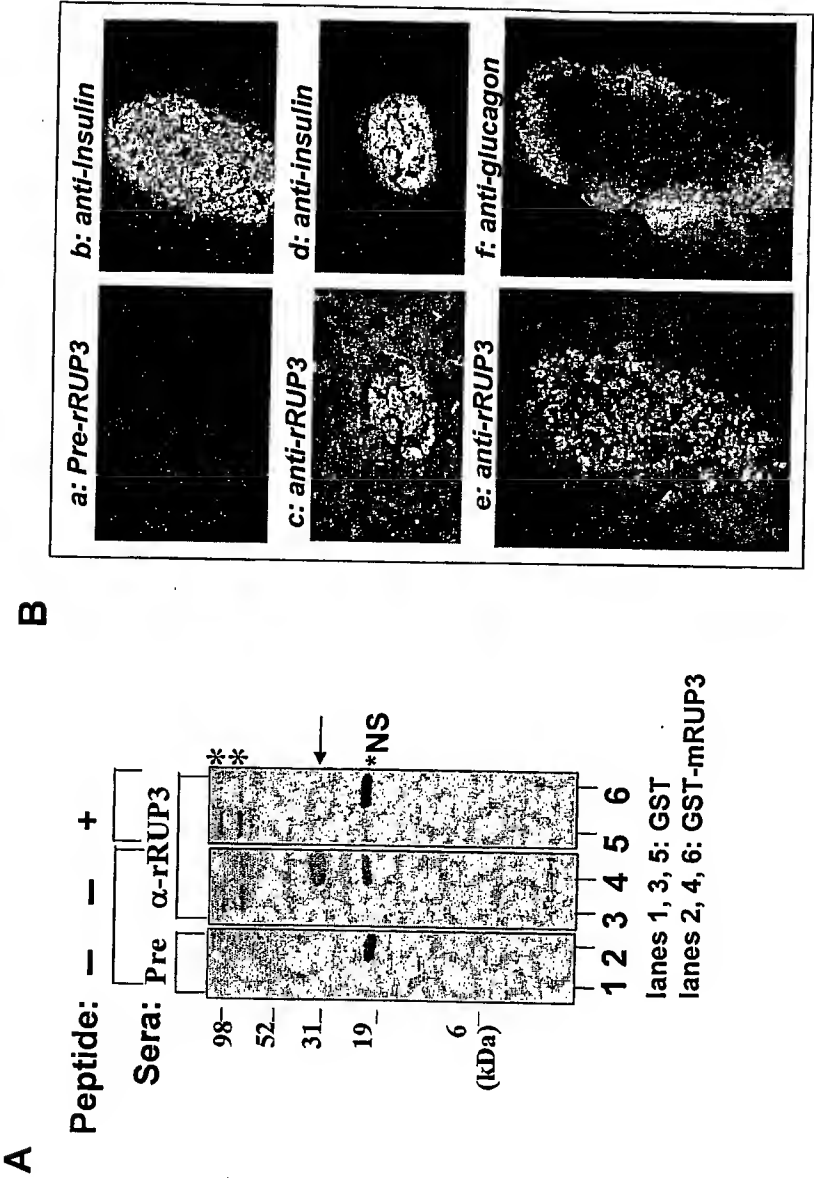 A
Peptide: – – +
Sera: Pre α-rRUP3
98
52
31
19
6
(kDa)
*
*
*NS
1 2 3 4 5 6
lanes 1, 3, 5: GST
lanes 2, 4, 6: GST-mRUP3
B
a: Pre-rRUP3
b: anti-Insulin
c: anti-rRUP3
d: anti-insulin
e: anti-rRUP3
f: anti-glucagon